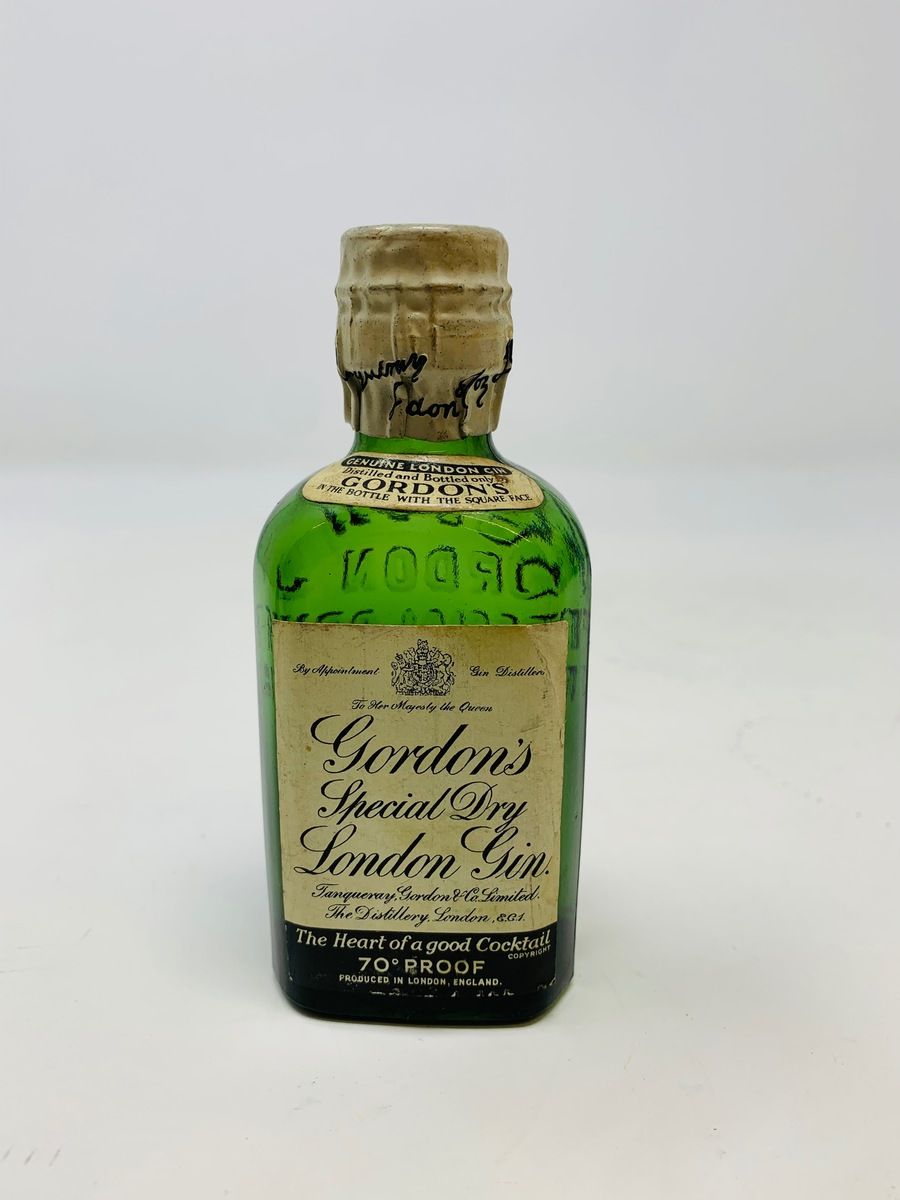 GENUINE LONDON GIN
Distilled and Bottled only by
GORDON'S
IN THE BOTTLE WITH THE SQUARE FACE
By Appointment Gin Distillers
To Her Majesty the Queen
Gordon's
Special Dry
London Gin.
Tanqueray, Gordon & Co. Limited.
The Distillery, London, E.C.1.
The Heart of a good Cocktail
COPYRIGHT
70° PROOF
PRODUCED IN LONDON, ENGLAND.